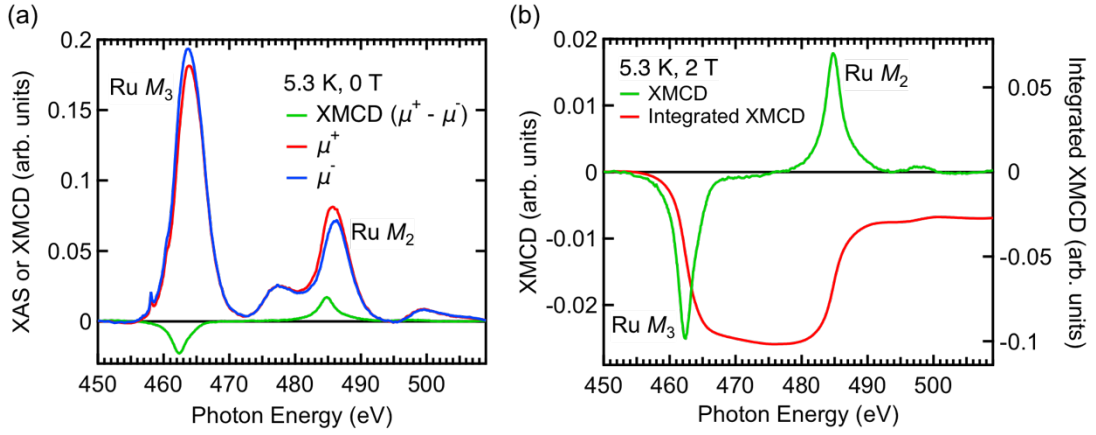 (a)
0.2
0.15
0.1
0.05
0
XAS or XMCD (arb. units)
Ru M₃
5.3 K, 0 T
XMCD (μ⁺ - μ⁻)
μ⁺
μ⁻
Ru M₂
450 460 470 480 490 500
Photon Energy (eV)
(b)
0.02
0.01
0
-0.01
-0.02
XMCD (arb. units)
5.3 K, 2 T
XMCD
Integrated XMCD
Ru M₂
Ru M₃
0.05
0
-0.05
-0.1
Integrated XMCD (arb. units)
450 460 470 480 490 500
Photon Energy (eV)